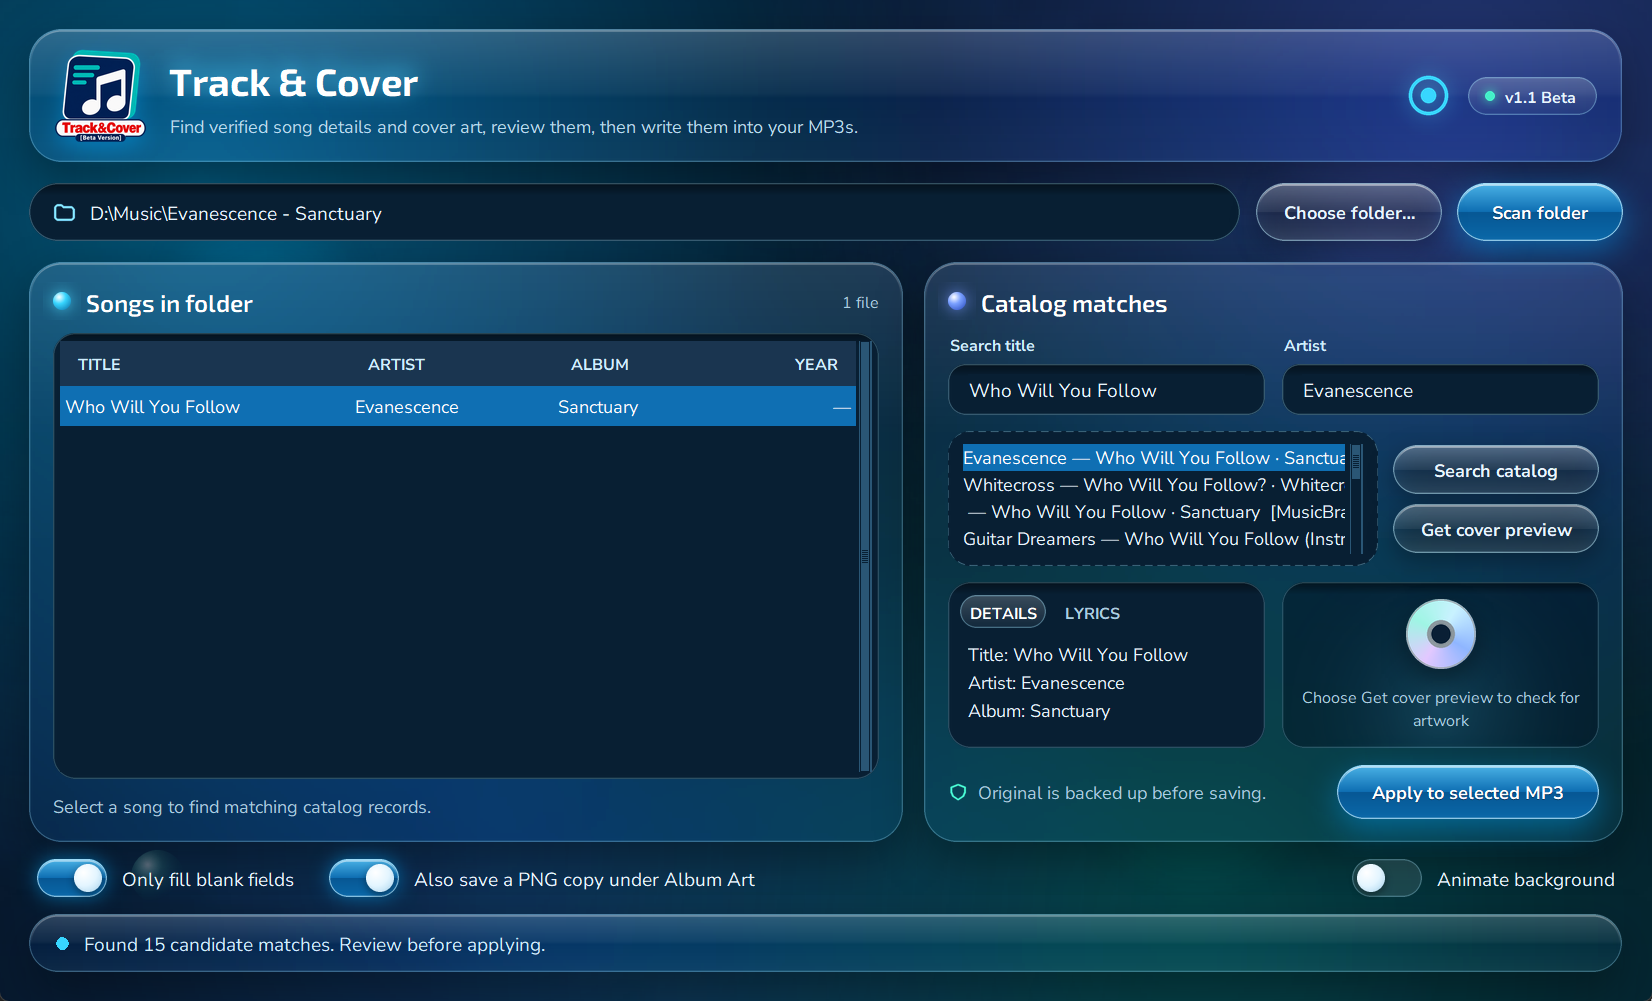 Track&Cover
[Beta Version]
Track & Cover
Find verified song details and cover art, review them, then write them into your MP3s.
v1.1 Beta
D:\Music\Evanescence - Sanctuary
Choose folder...
Scan folder
Songs in folder
1 file
TITLE ARTIST ALBUM YEAR
Who Will You Follow Evanescence Sanctuary —
Select a song to find matching catalog records.
Catalog matches
Search title
Artist
Who Will You Follow
Evanescence
Evanescence — Who Will You Follow · Sanctua
Whitecross — Who Will You Follow? · Whitecr
— Who Will You Follow · Sanctuary [MusicBra
Guitar Dreamers — Who Will You Follow (Instr
Search catalog
Get cover preview
DETAILS
LYRICS
Title: Who Will You Follow
Artist: Evanescence
Album: Sanctuary
Choose Get cover preview to check for
artwork
Original is backed up before saving.
Apply to selected MP3
Only fill blank fields
Also save a PNG copy under Album Art
Animate background
Found 15 candidate matches. Review before applying.